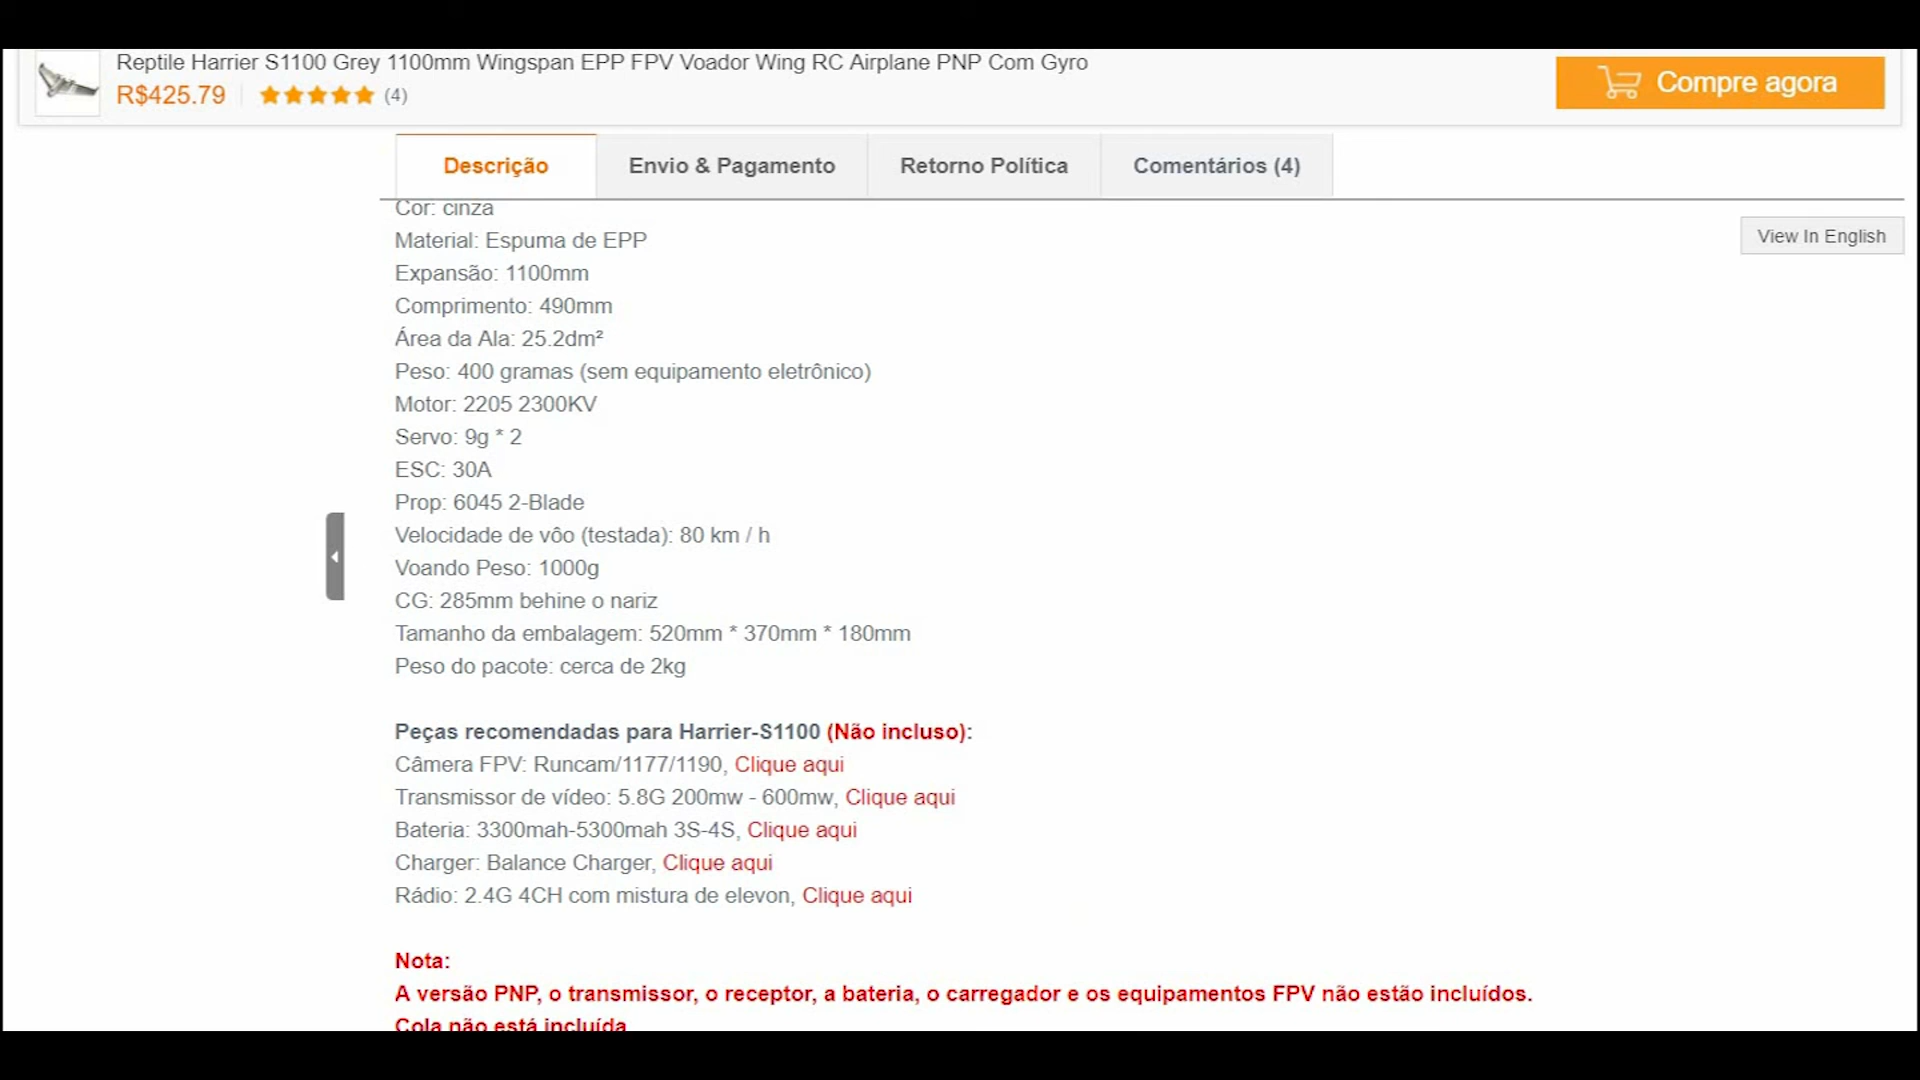 Reptile Harrier S1100 Grey 1100mm Wingspan EPP FPV Voador Wing RC Airplane PNP Com Gyro
R$425.79 (4)
Compre agora
Descrição Envio & Pagamento Retorno Política Comentários (4)
Cor: cinza
View In English
Material: Espuma de EPP
Expansão: 1100mm
Comprimento: 490mm
Área da Ala: 25.2dm²
Peso: 400 gramas (sem equipamento eletrônico)
Motor: 2205 2300KV
Servo: 9g * 2
ESC: 30A
Prop: 6045 2-Blade
Velocidade de vôo (testada): 80 km / h
Voando Peso: 1000g
CG: 285mm behine o nariz
Tamanho da embalagem: 520mm * 370mm * 180mm
Peso do pacote: cerca de 2kg
Peças recomendadas para Harrier-S1100 (Não incluso):
Câmera FPV: Runcam/1177/1190, Clique aqui
Transmissor de vídeo: 5.8G 200mw - 600mw, Clique aqui
Bateria: 3300mah-5300mah 3S-4S, Clique aqui
Charger: Balance Charger, Clique aqui
Rádio: 2.4G 4CH com mistura de elevon, Clique aqui
Nota:
A versão PNP, o transmissor, o receptor, a bateria, o carregador e os equipamentos FPV não estão incluídos.
Cola não está incluída